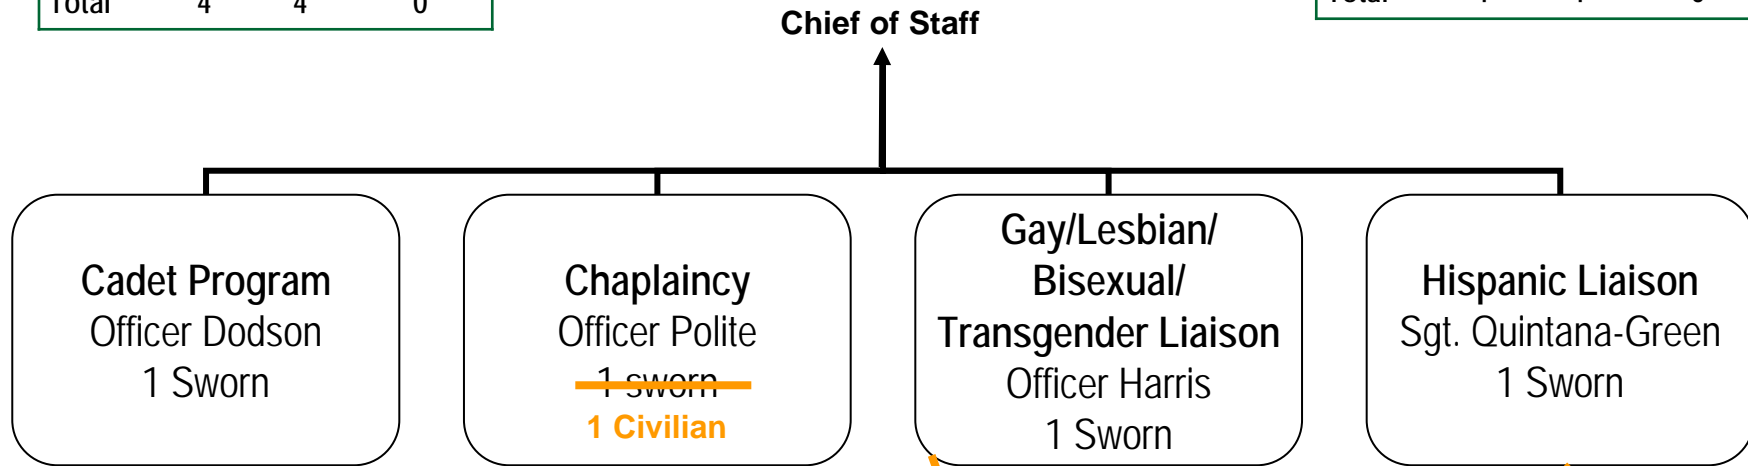 Total 4 4 0
Total
Chief of Staff
Cadet Program
Officer Dodson
1 Sworn
Chaplaincy
Officer Polite
1 sworn
1 Civilian
Gay/Lesbian/
Bisexual/
Transgender Liaison
Officer Harris
1 Sworn
Hispanic Liaison
Sgt. Quintana-Green
1 Sworn